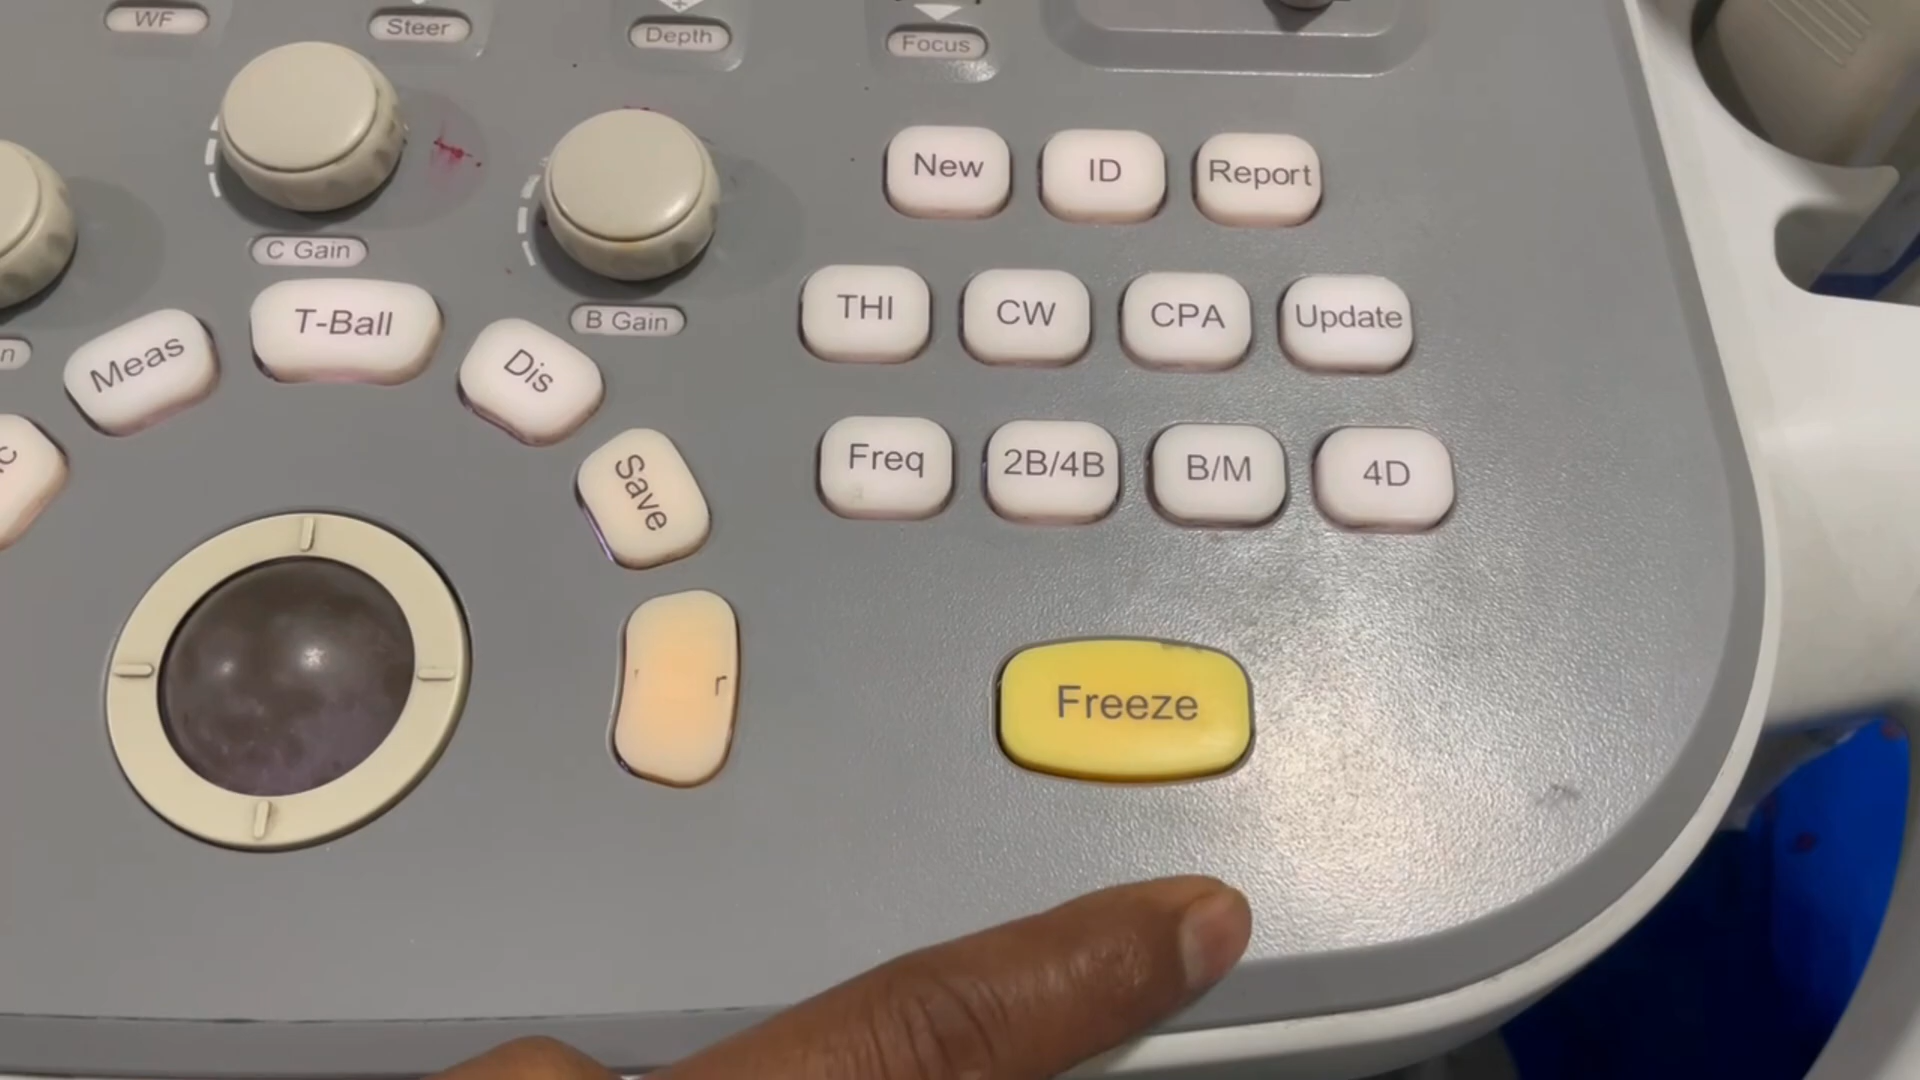 WF
Steer
Depth
Focus
New
ID
Report
C Gain
B Gain
THI
CW
CPA
Update
Meas
T-Ball
Dis
Save
Freq
2B/4B
B/M
4D
Freeze